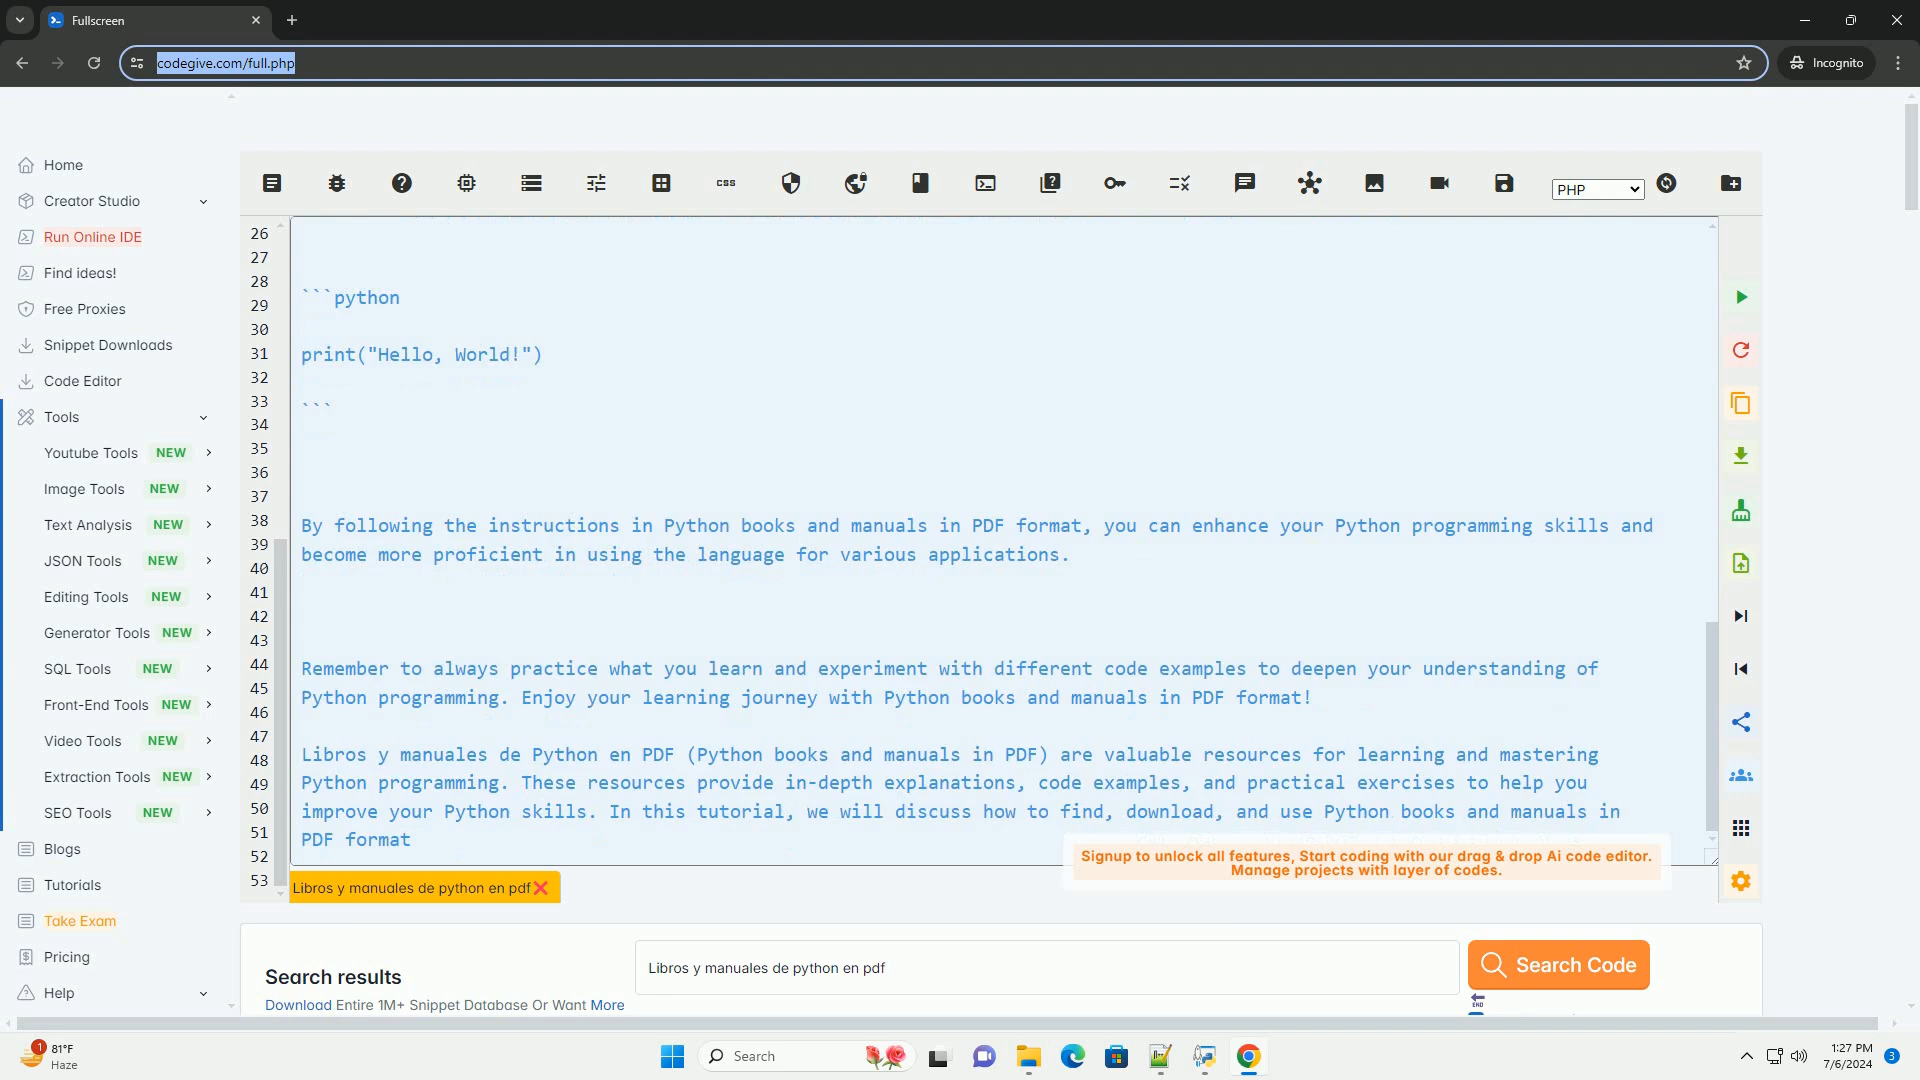 Fullscreen
codegive.com/full.php
Incognito
Home
Creator Studio
Run Online IDE
Find ideas!
Free Proxies
Snippet Downloads
Code Editor
Tools
Youtube Tools NEW
Image Tools NEW
Text Analysis NEW
JSON Tools NEW
Editing Tools NEW
Generator Tools NEW
SQL Tools NEW
Front-End Tools NEW
Video Tools NEW
Extraction Tools NEW
SEO Tools NEW
Blogs
Tutorials
Take Exam
Pricing
Help
css
PHP
26
27
28
29
30
31
32
33
34
35
36
37
38
39
40
41
42
43
44
45
46
47
48
49
50
51
52
53
```python
print("Hello, World!")
```
By following the instructions in Python books and manuals in PDF format, you can enhance your Python programming skills and
become more proficient in using the language for various applications.
Remember to always practice what you learn and experiment with different code examples to deepen your understanding of
Python programming. Enjoy your learning journey with Python books and manuals in PDF format!
Libros y manuales de Python en PDF (Python books and manuals in PDF) are valuable resources for learning and mastering
Python programming. These resources provide in-depth explanations, code examples, and practical exercises to help you
improve your Python skills. In this tutorial, we will discuss how to find, download, and use Python books and manuals in
PDF format
Signup to unlock all features, Start coding with our drag & drop Ai code editor.
Manage projects with layer of codes.
Libros y manuales de python en pdf
Search results
Libros y manuales de python en pdf
Search Code
Download Entire 1M+ Snippet Database Or Want More
END
1
81°F
Haze
Search
1:27 PM
7/6/2024
3